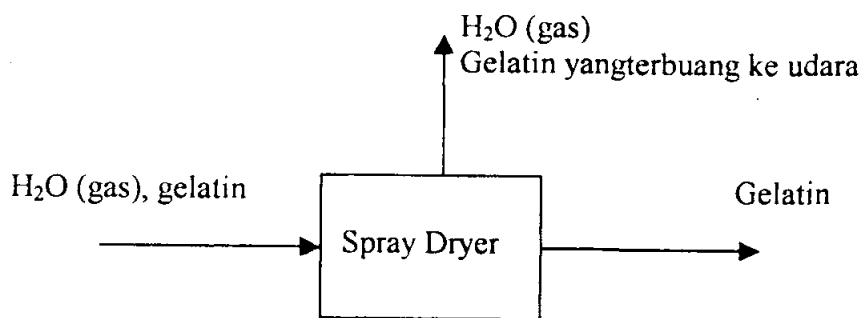 H₂O (gas)
Gelatin yangterbuang ke udara
H₂O (gas), gelatin
Gelatin
Spray Dryer